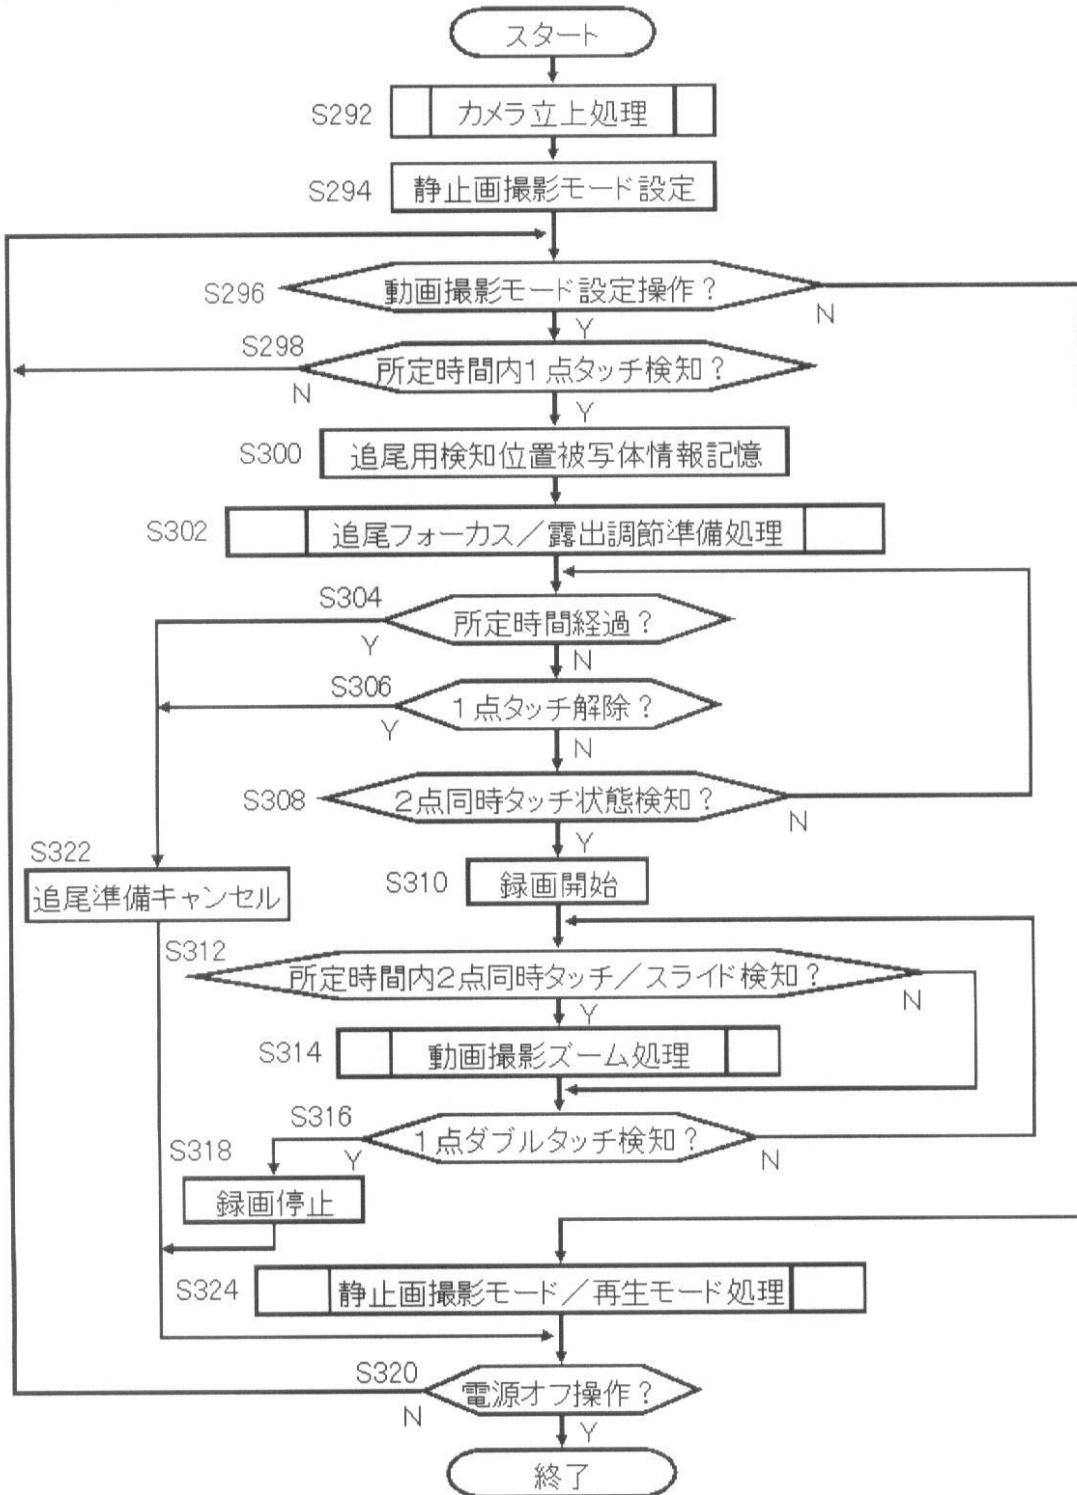 スタート
S292 カメラ立上処理
S294 静止画撮影モード設定
S296 動画撮影モード設定操作？
N
Y
S298 所定時間内1点タッチ検知？
N
Y
S300 追尾用検知位置被写体情報記憶
S302 追尾フォーカス／露出調節準備処理
S304 所定時間経過？
Y
N
S306 1点タッチ解除？
Y
N
S308 2点同時タッチ状態検知？
N
Y
S322 追尾準備キャンセル
S310 録画開始
S312 所定時間内2点同時タッチ／スライド検知？
N
Y
S314 動画撮影ズーム処理
S316 1点ダブルタッチ検知？
Y
N
S318 録画停止
S324 静止画撮影モード／再生モード処理
S320 電源オフ操作？
N
Y
終了